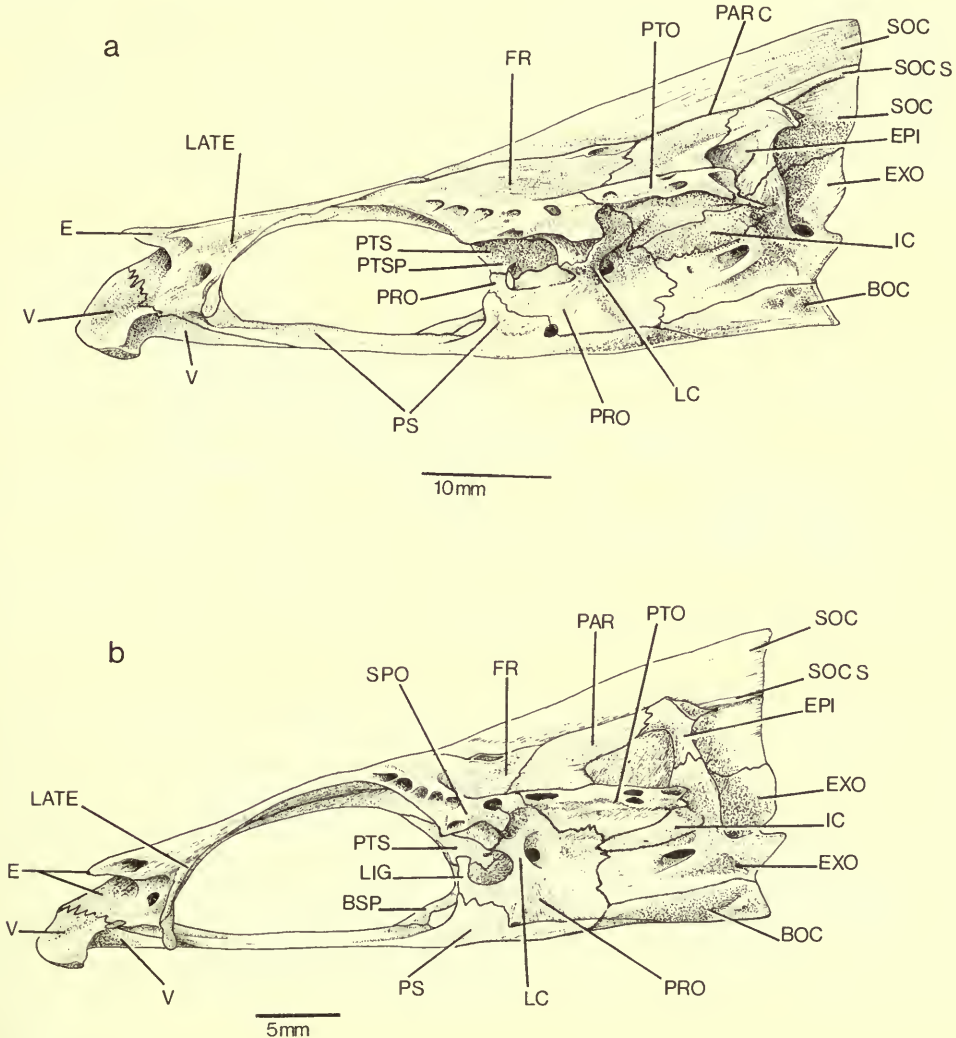 a
PAR C
PTO
SOC
FR
SOC S
SOC
LATE
EPI
EXO
E
PTS
IC
PTSP
PRO
BOC
V
V
LC
PS
PRO
10mm
b
PAR
PTO
SOC
SPO
FR
SOC S
EPI
LATE
EXO
PTS
IC
E
LIG
EXO
BSP
V
BOC
V
PS
LC
PRO
5mm